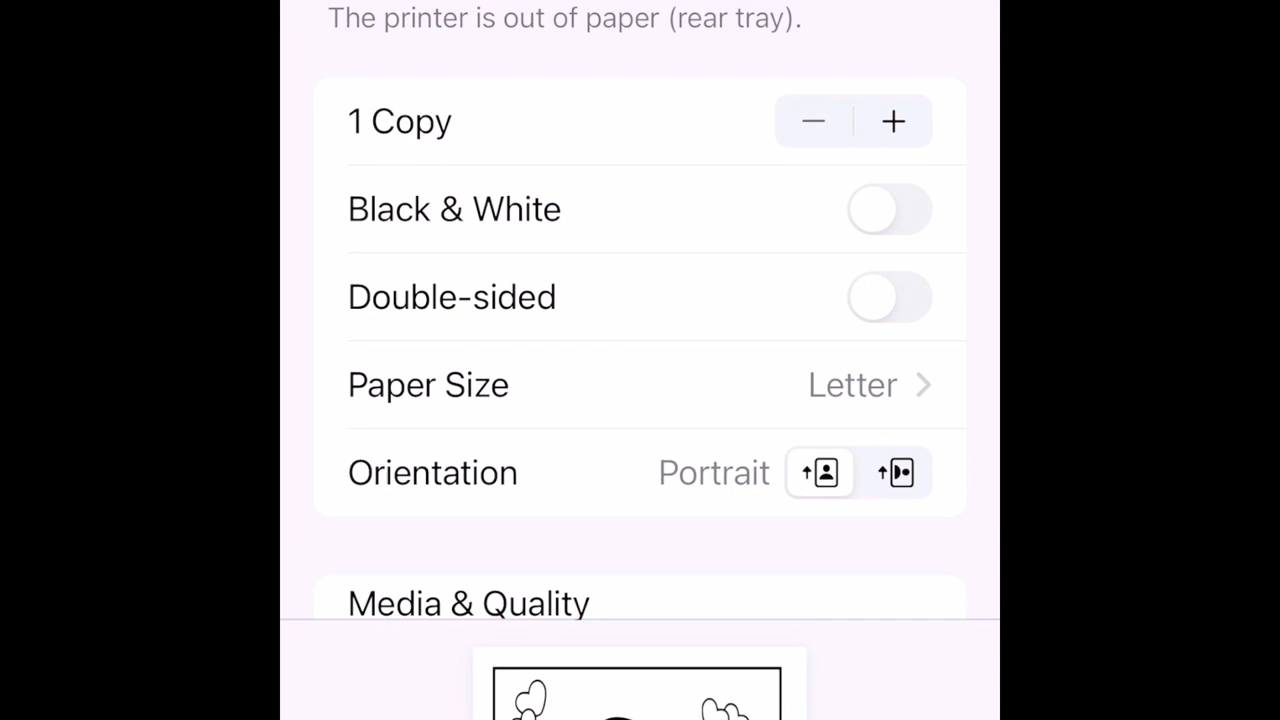 The printer is out of paper (rear tray).
1 Copy
Black & White
Double-sided
Paper Size Letter
Orientation Portrait
Media & Quality